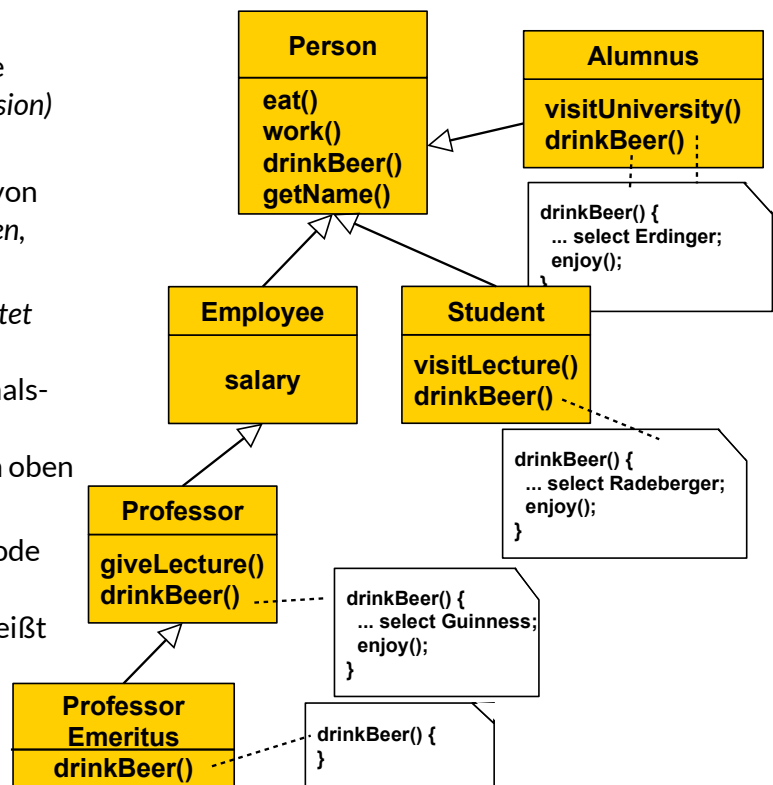 e
sion)
von
en,
tet
nals-
n oben
ode
eißt
Person
eat()
work()
drinkBeer()
getName()
Alumnus
visitUniversity()
drinkBeer()
drinkBeer() {
... select Erdinger;
enjoy();
}
Employee
salary
Student
visitLecture()
drinkBeer()
drinkBeer() {
... select Radeberger;
enjoy();
}
Professor
giveLecture()
drinkBeer()
drinkBeer() {
... select Guinness;
enjoy();
}
Professor
Emeritus
drinkBeer()
drinkBeer() {
}